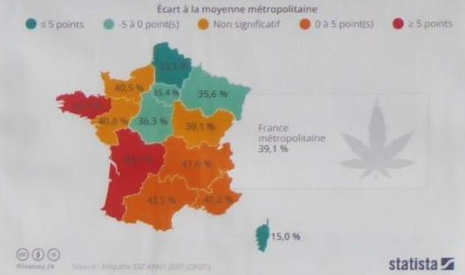 Écart à la moyenne métropolitaine
≤ 5 points -5 à 0 point(s) Non significatif 0 à 5 point(s) ≥ 5 points
40,5 % 35,4 % 35,6 %
40,8 % 36,3 % 39,1 %
France
métropolitaine
39,1 %
41,6 %
15,0 %
Source : Enquête ESCAPAD 2017 (OFDT)
statista